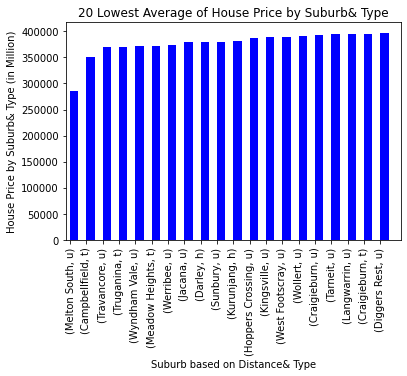 20 Lowest Average of House Price by Suburb& Type
House Price by Suburb& Type (in Million)
400000
350000
300000
250000
200000
150000
100000
50000
0
(Melton South, u)
(Campbellfield, t)
(Travancore, u)
(Truganina, t)
(Wyndham Vale, u)
(Meadow Heights, t)
(Werribee, u)
(Jacana, u)
(Darley, h)
(Sunbury, u)
(Kurunjang, h)
(Hoppers Crossing, u)
(Kingsville, u)
(West Footscray, u)
(Wollert, u)
(Craigieburn, u)
(Tarneit, u)
(Langwarrin, u)
(Craigieburn, t)
(Diggers Rest, u)
Suburb based on Distance& Type